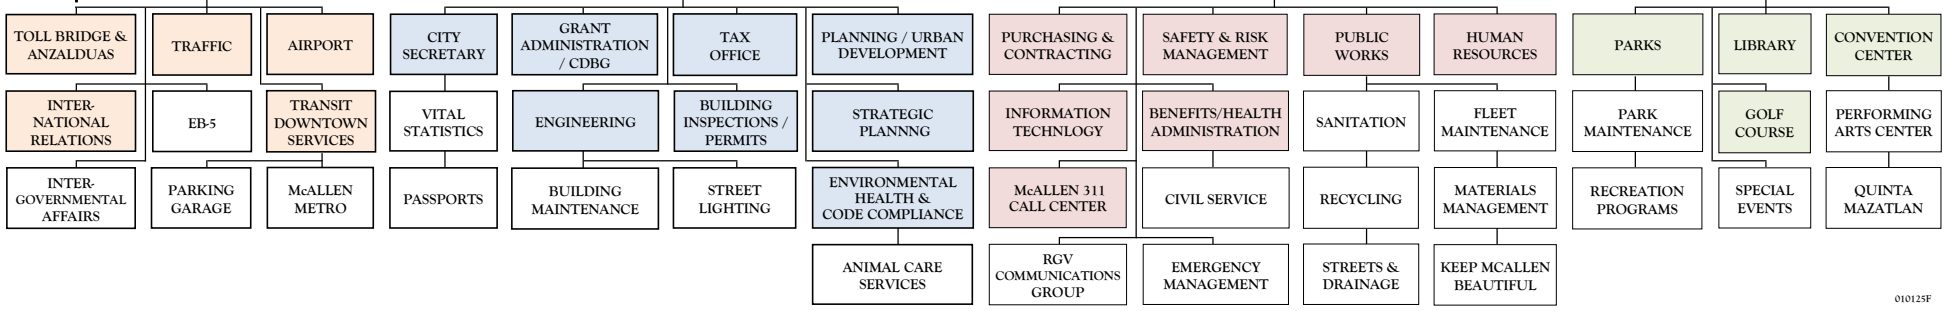 TOLL BRIDGE &
ANZALDUAS
TRAFFIC
AIRPORT
CITY
SECRETARY
GRANT
ADMINISTRATION
/ CDBG
TAX
OFFICE
PLANNING / URBAN
DEVELOPMENT
PURCHASING &
CONTRACTING
SAFETY & RISK
MANAGEMENT
PUBLIC
WORKS
HUMAN
RESOURCES
PARKS
LIBRARY
CONVENTION
CENTER
INTER-
NATIONAL
RELATIONS
EB-5
TRANSIT
DOWNTOWN
SERVICES
VITAL
STATISTICS
ENGINEERING
BUILDING
INSPECTIONS /
PERMITS
STRATEGIC
PLANNNG
INFORMATION
TECHNLOGY
BENEFITS/HEALTH
ADMINISTRATION
SANITATION
FLEET
MAINTENANCE
PARK
MAINTENANCE
GOLF
COURSE
PERFORMING
ARTS CENTER
INTER-
GOVERNMENTAL
AFFAIRS
PARKING
GARAGE
McALLEN
METRO
PASSPORTS
BUILDING
MAINTENANCE
STREET
LIGHTING
ENVIRONMENTAL
HEALTH &
CODE COMPLIANCE
McALLEN 311
CALL CENTER
CIVIL SERVICE
RECYCLING
MATERIALS
MANAGEMENT
RECREATION
PROGRAMS
SPECIAL
EVENTS
QUINTA
MAZATLAN
ANIMAL CARE
SERVICES
RGV
COMMUNICATIONS
GROUP
EMERGENCY
MANAGEMENT
STREETS &
DRAINAGE
KEEP MCALLEN
BEAUTIFUL
010125F